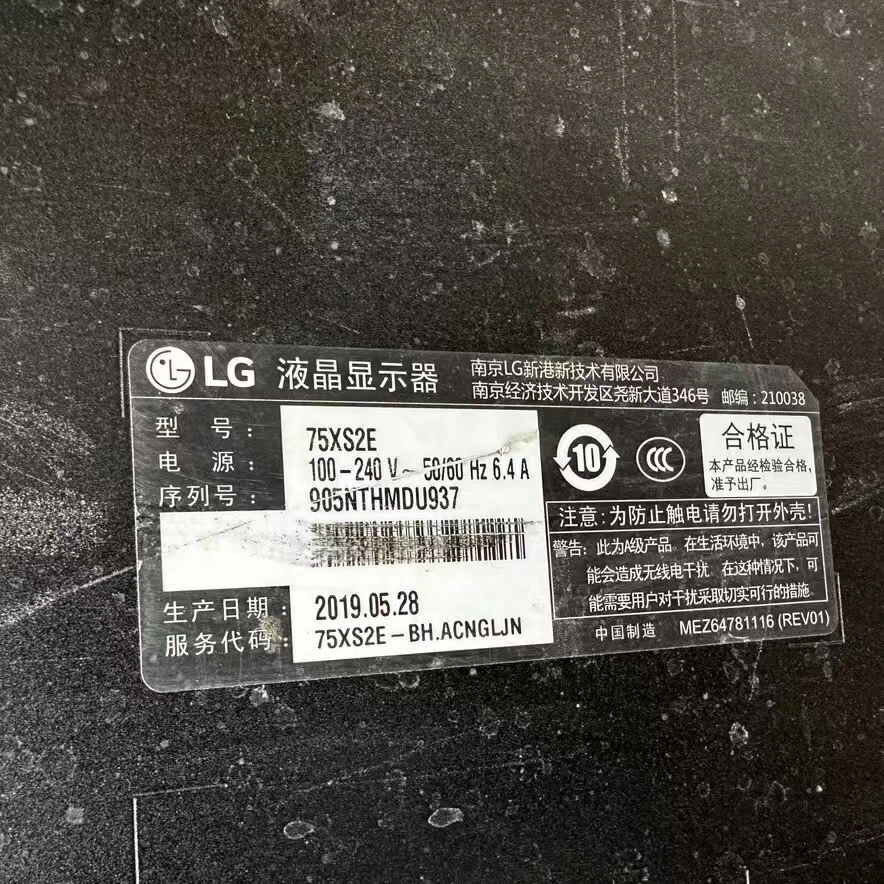 LG 液晶显示器
南京LG新港新技术有限公司
南京经济技术开发区尧新大道346号 邮编:210038
型 号: 75XS2E
电 源: 100-240 V~ 50/60 Hz 6.4 A
序列号: 905NTHMDU937
生产日期: 2019.05.28
服务代码: 75XS2E-BH.ACNGLJN
10
CCC
合格证
本产品经检验合格,
准予出厂。
注意:为防止触电请勿打开外壳!
警告: 此为A级产品。在生活环境中, 该产品可
能会造成无线电干扰。在这种情况下, 可
能需要用户对干扰采取切实可行的措施。
中国制造 MEZ64781116 (REV01)